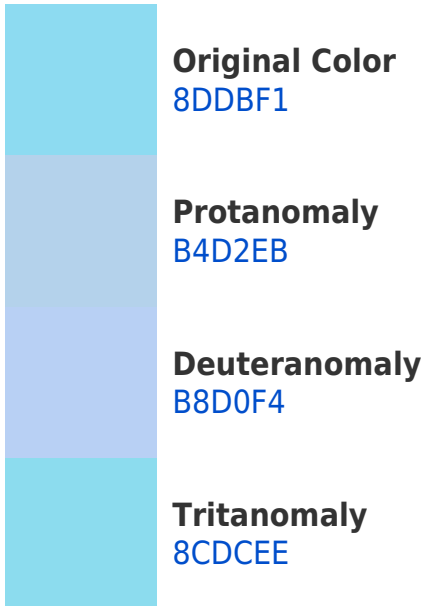 Original Color
8DDBF1
Protanomaly
B4D2EB
Deuteranomaly
B8D0F4
Tritanomaly
8CDCEE